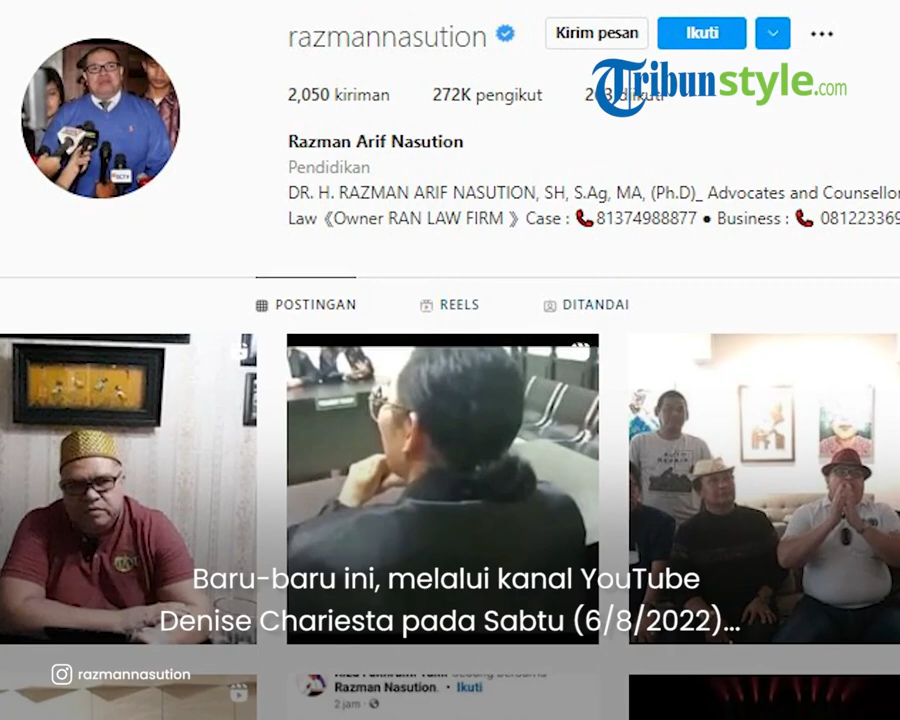 razmannasution
Kirim pesan
Ikuti
Tribunstyle.com
2,050 kiriman
272K pengikut
Razman Arif Nasution
Pendidikan
DR. H. RAZMAN ARIF NASUTION, SH, S.Ag, MA, (Ph.D)_ Advocates and Counsellor
Law 《Owner RAN LAW FIRM 》 Case : 📞81374988877 ● Business : 📞 081223369
POSTINGAN
REELS
DITANDAI
Baru-baru ini, melalui kanal YouTube
Denise Chariesta pada Sabtu (6/8/2022)...
razmannasution
Razman Nasution. · Ikuti
2 jam ·